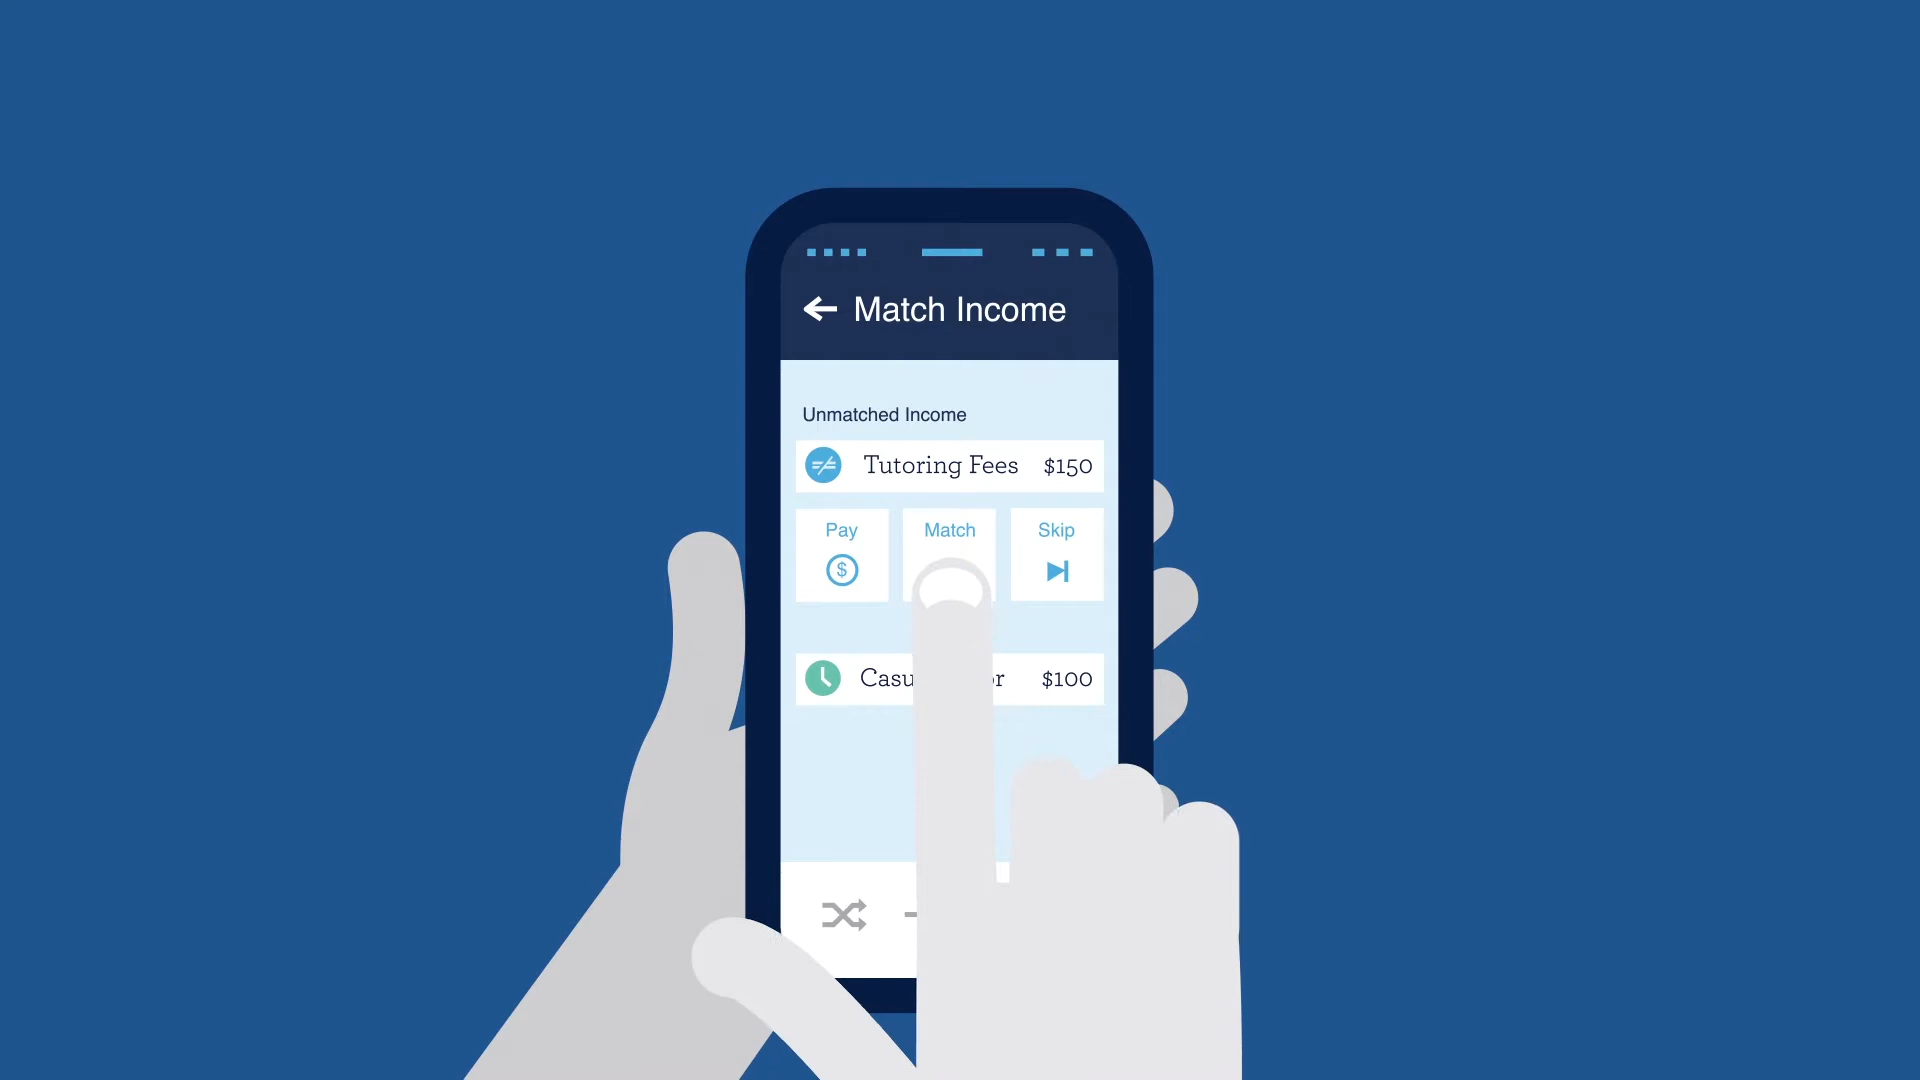 Match Income
Unmatched Income
Tutoring Fees $150
Pay Match Skip
$
$100